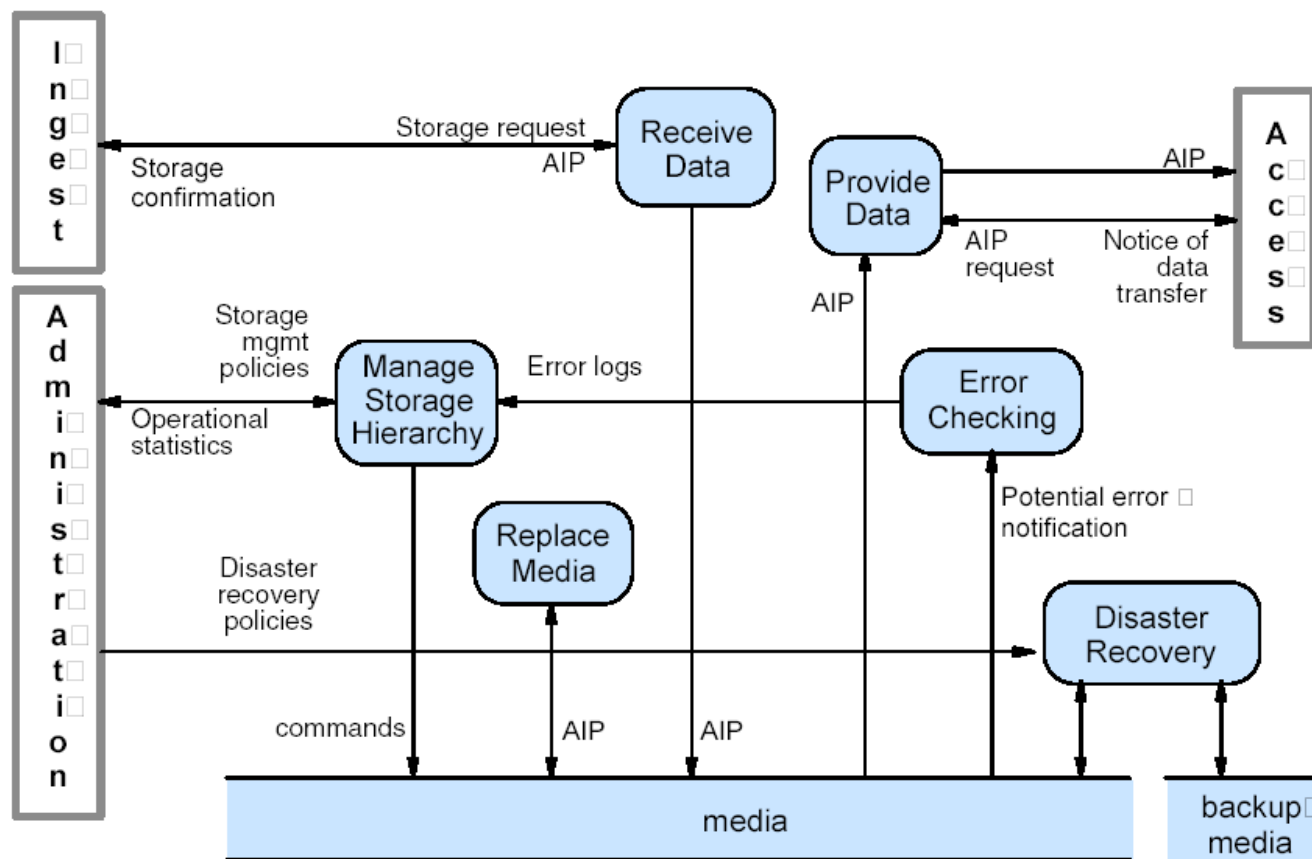 Ingest
Storage request
AIP
Storage
confirmation
Receive
Data
Provide
Data
AIP
AIP
request
Notice of
data
transfer
Access
Administration
Storage
mgmt
policies
Operational
statistics
Manage
Storage
Hierarchy
Error logs
AIP
Error
Checking
Potential error
notification
Replace
Media
Disaster
recovery
policies
Disaster
Recovery
commands
AIP
AIP
media
backup
media